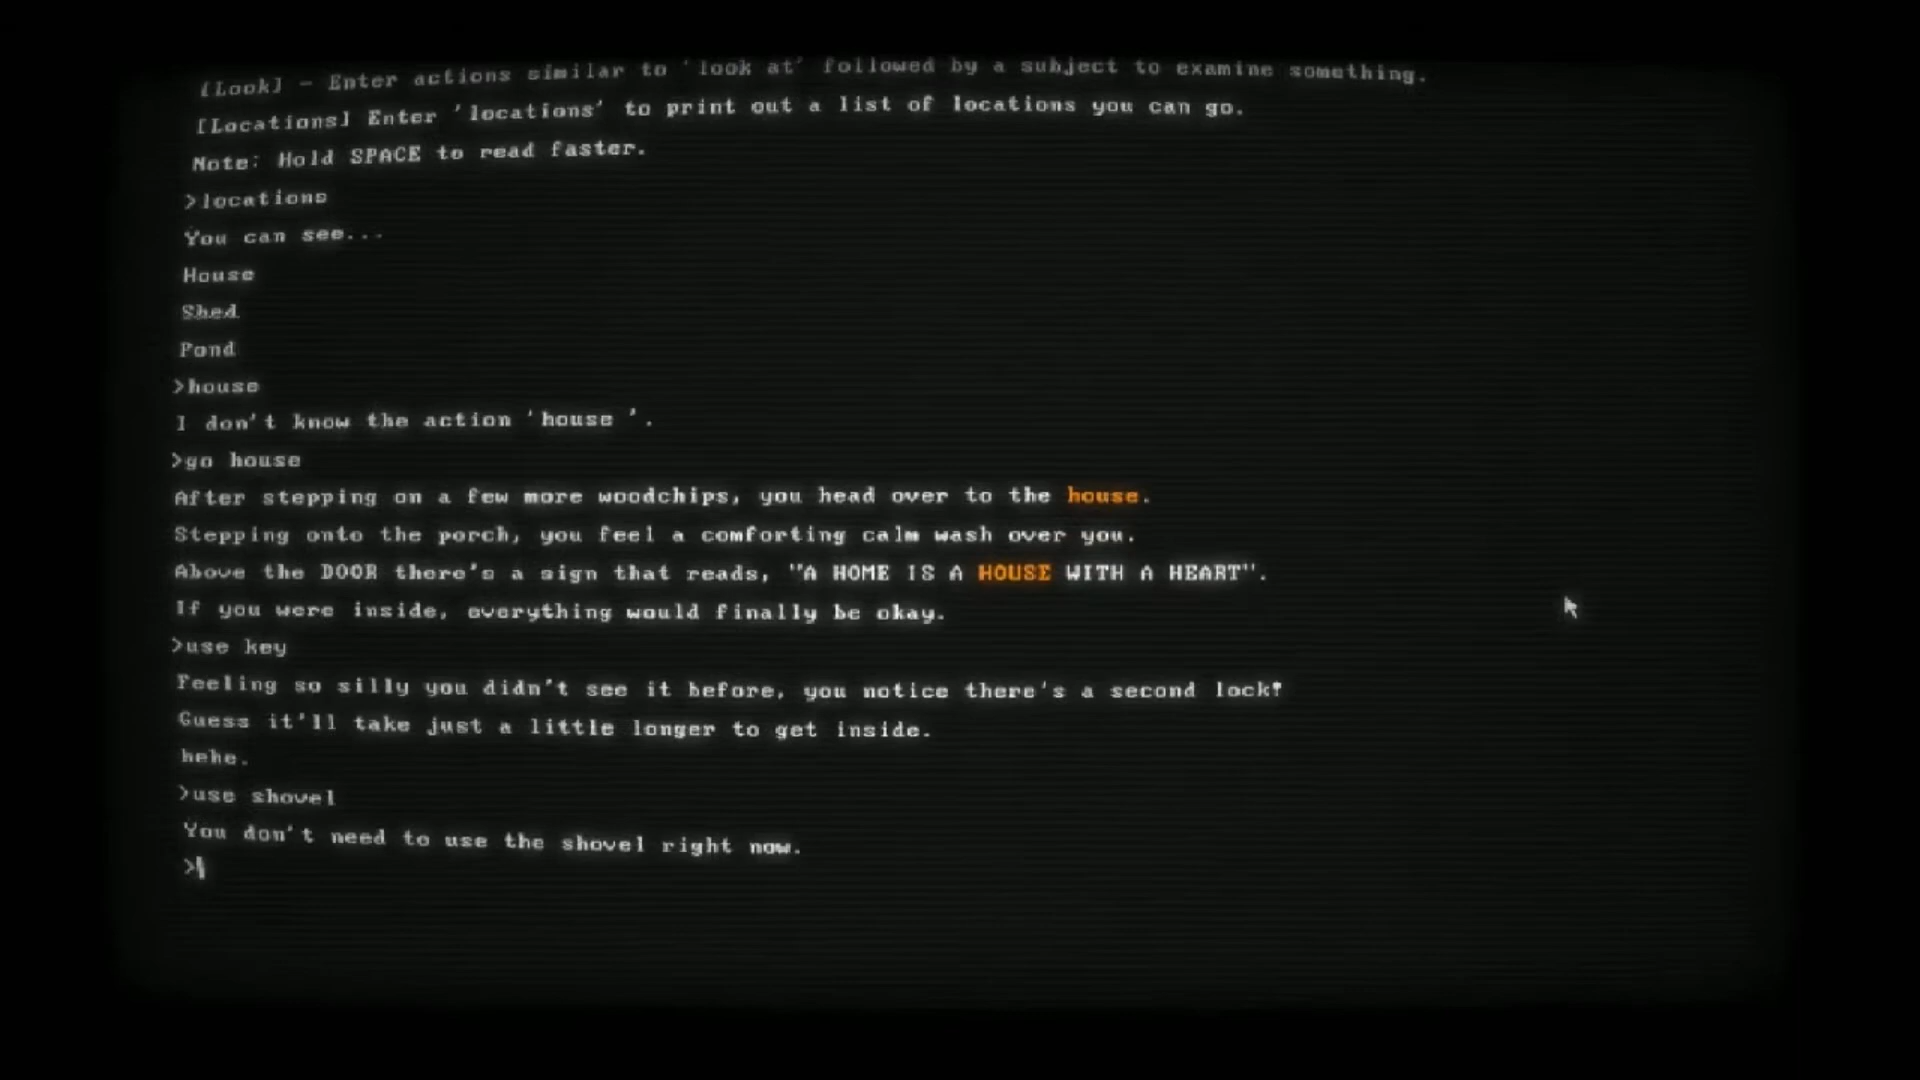 [Look] - Enter actions similar to 'look at' followed by a subject to examine something.
[Locations] Enter 'locations' to print out a list of locations you can go.
Note: Hold SPACE to read faster.
>locations
You can see...
House
Shed
Pond
>house
I don't know the action 'house '.
>go house
After stepping on a few more woodchips, you head over to the house.
Stepping onto the porch, you feel a comforting calm wash over you.
Above the DOOR there's a sign that reads, "A HOME IS A HOUSE WITH A HEART".
If you were inside, everything would finally be okay.
>use key
Feeling so silly you didn't see it before, you notice there's a second lock!
Guess it'll take just a little longer to get inside.
hehe.
>use shovel
You don't need to use the shovel right now.
>